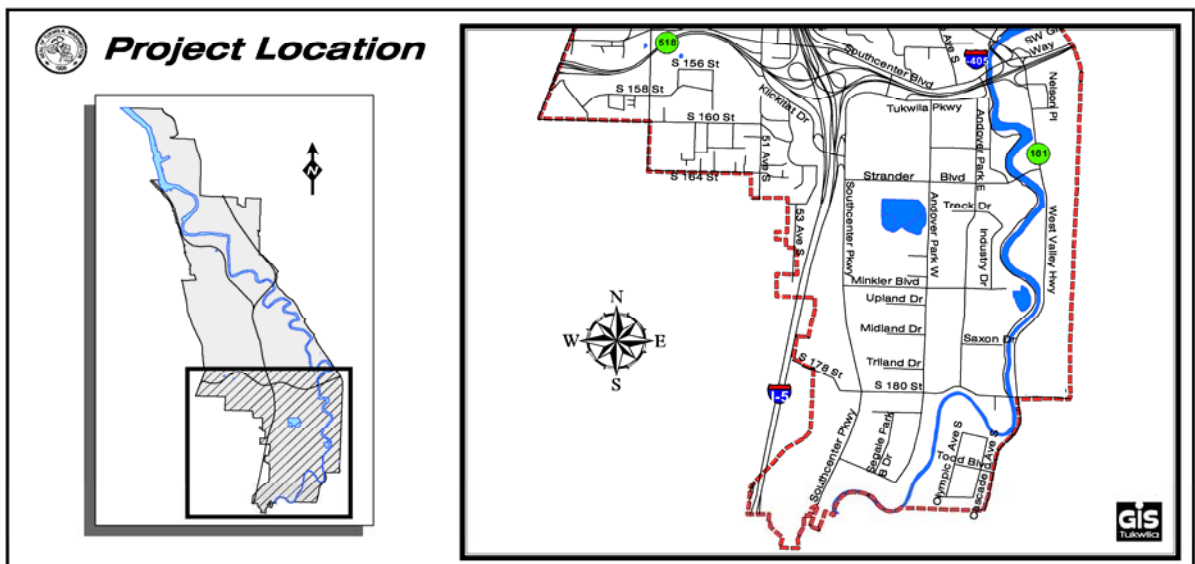 Project Location
N
518
S 156 St
S 158 St
S 160 St
S 164 St
Klickitat Dr
51 Ave S
53 Ave S
Southcenter Blvd
Ave S
I-405
Way
Nelson Pl
Tukwila Pkwy
181
Andover Park E
Strander Blvd
Treck Dr
Southcenter Pkwy
Andover Park W
Industry Dr
West Valley Hwy
Minkler Blvd
Upland Dr
Midland Dr
Saxon Dr
Triland Dr
S 178 St
S 180 St
I-5
N
W
E
S
Southcenter Pkwy
Segale Park
B Dr
Olympic Ave S
Todd Blvd
Cascade Ave S
GIS
Tukwila